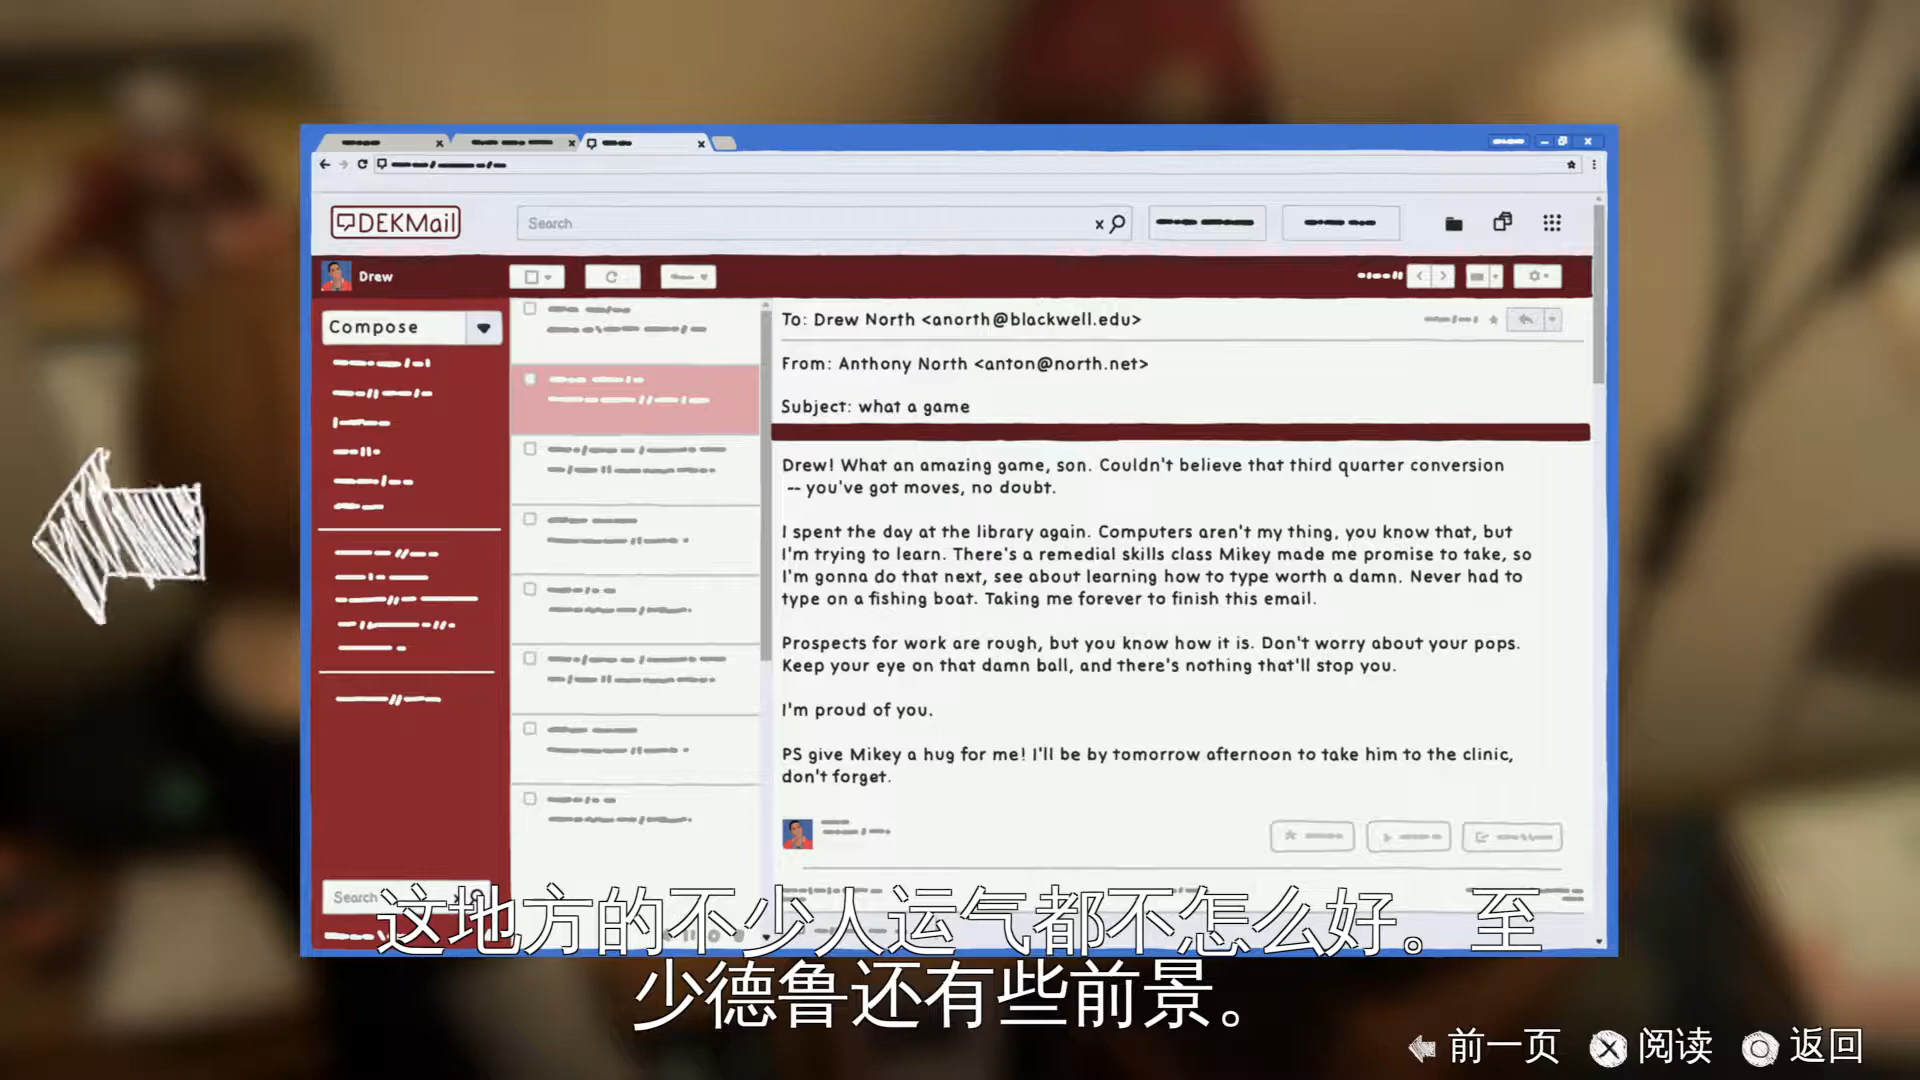 DEKMail
Search
Drew
Compose
To: Drew North <anorth@blackwell.edu>
From: Anthony North <anton@north.net>
Subject: what a game
Drew! What an amazing game, son. Couldn't believe that third quarter conversion
-- you've got moves, no doubt.
I spent the day at the library again. Computers aren't my thing, you know that, but
I'm trying to learn. There's a remedial skills class Mikey made me promise to take, so
I'm gonna do that next, see about learning how to type worth a damn. Never had to
type on a fishing boat. Taking me forever to finish this email.
Prospects for work are rough, but you know how it is. Don't worry about your pops.
Keep your eye on that damn ball, and there's nothing that'll stop you.
I'm proud of you.
PS give Mikey a hug for me! I'll be by tomorrow afternoon to take him to the clinic,
don't forget.
Search
这地方的不少人运气都不怎么好。至
少德鲁还有些前景。
前一页 阅读 返回